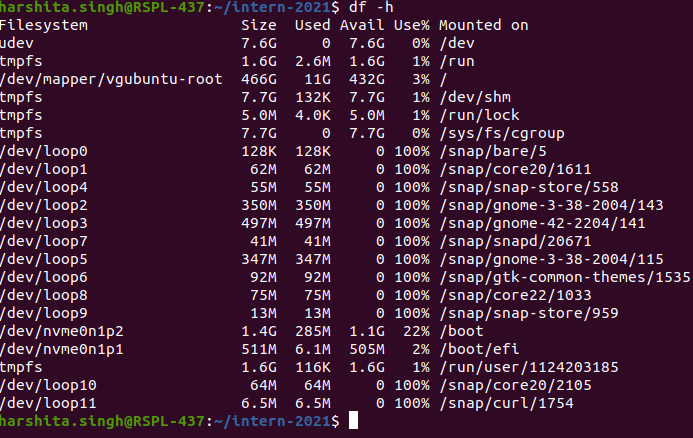 harshita.singh@RSPL-437:~/intern-2021$ df -h
Filesystem Size Used Avail Use% Mounted on
udev 7.6G 0 7.6G 0% /dev
tmpfs 1.6G 2.6M 1.6G 1% /run
/dev/mapper/vgubuntu-root 466G 11G 432G 3% /
tmpfs 7.7G 132K 7.7G 1% /dev/shm
tmpfs 5.0M 4.0K 5.0M 1% /run/lock
tmpfs 7.7G 0 7.7G 0% /sys/fs/cgroup
/dev/loop0 128K 128K 0 100% /snap/bare/5
/dev/loop1 62M 62M 0 100% /snap/core20/1611
/dev/loop4 55M 55M 0 100% /snap/snap-store/558
/dev/loop2 350M 350M 0 100% /snap/gnome-3-38-2004/143
/dev/loop3 497M 497M 0 100% /snap/gnome-42-2204/141
/dev/loop7 41M 41M 0 100% /snap/snapd/20671
/dev/loop5 347M 347M 0 100% /snap/gnome-3-38-2004/115
/dev/loop6 92M 92M 0 100% /snap/gtk-common-themes/1535
/dev/loop8 75M 75M 0 100% /snap/core22/1033
/dev/loop9 13M 13M 0 100% /snap/snap-store/959
/dev/nvme0n1p2 1.4G 285M 1.1G 22% /boot
/dev/nvme0n1p1 511M 6.1M 505M 2% /boot/efi
tmpfs 1.6G 116K 1.6G 1% /run/user/1124203185
/dev/loop10 64M 64M 0 100% /snap/core20/2105
/dev/loop11 6.5M 6.5M 0 100% /snap/curl/1754
harshita.singh@RSPL-437:~/intern-2021$